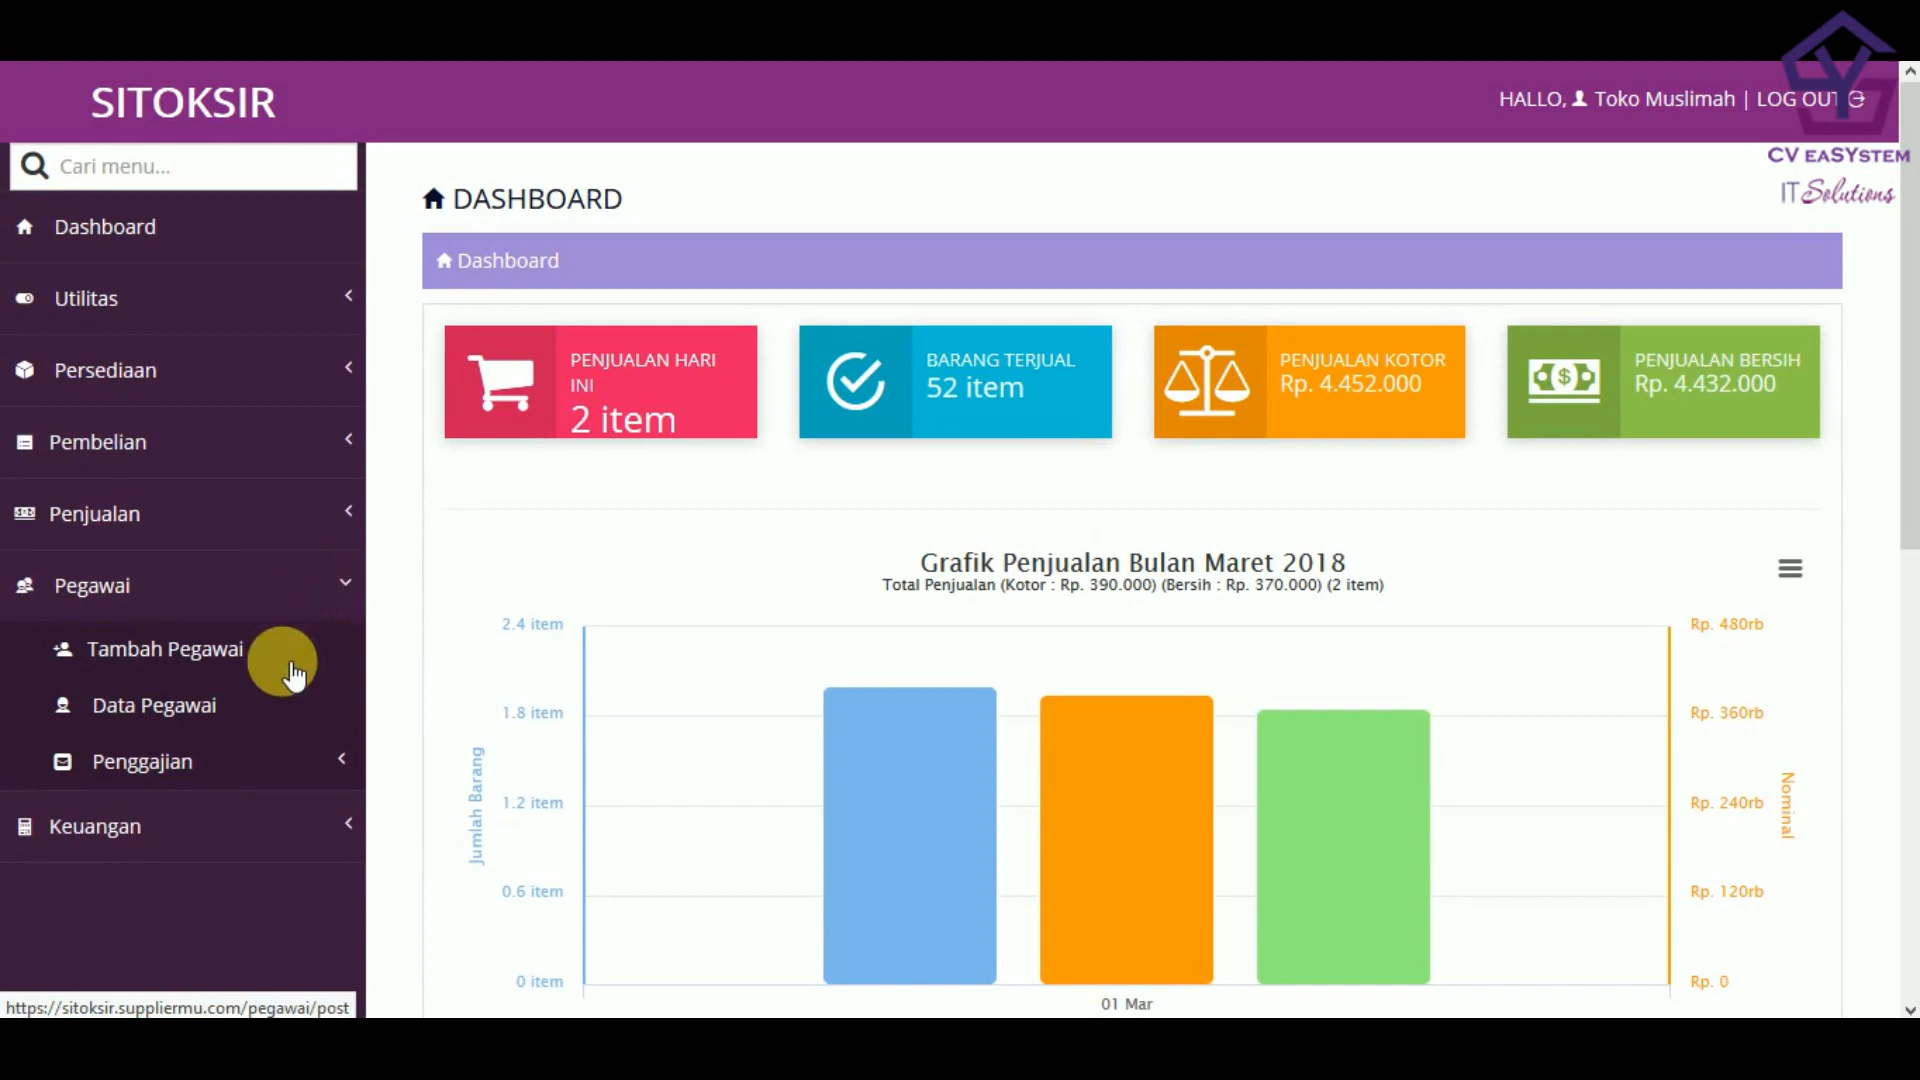 SITOKSIR
HALLO, Toko Muslimah | LOG OUT
CV eaSYstem
IT Solutions
Cari menu...
Dashboard
Utilitas
Persediaan
Pembelian
Penjualan
Pegawai
Tambah Pegawai
Data Pegawai
Penggajian
Keuangan
https://sitoksir.suppliermu.com/pegawai/post
DASHBOARD
Dashboard
PENJUALAN HARI
INI
2 item
BARANG TERJUAL
52 item
PENJUALAN KOTOR
Rp. 4.452.000
PENJUALAN BERSIH
Rp. 4.432.000
Grafik Penjualan Bulan Maret 2018
Total Penjualan (Kotor : Rp. 390.000) (Bersih : Rp. 370.000) (2 item)
2.4 item
1.8 item
1.2 item
0.6 item
0 item
Jumlah Barang
Rp. 480rb
Rp. 360rb
Rp. 240rb
Rp. 120rb
Rp. 0
Nominal
01 Mar